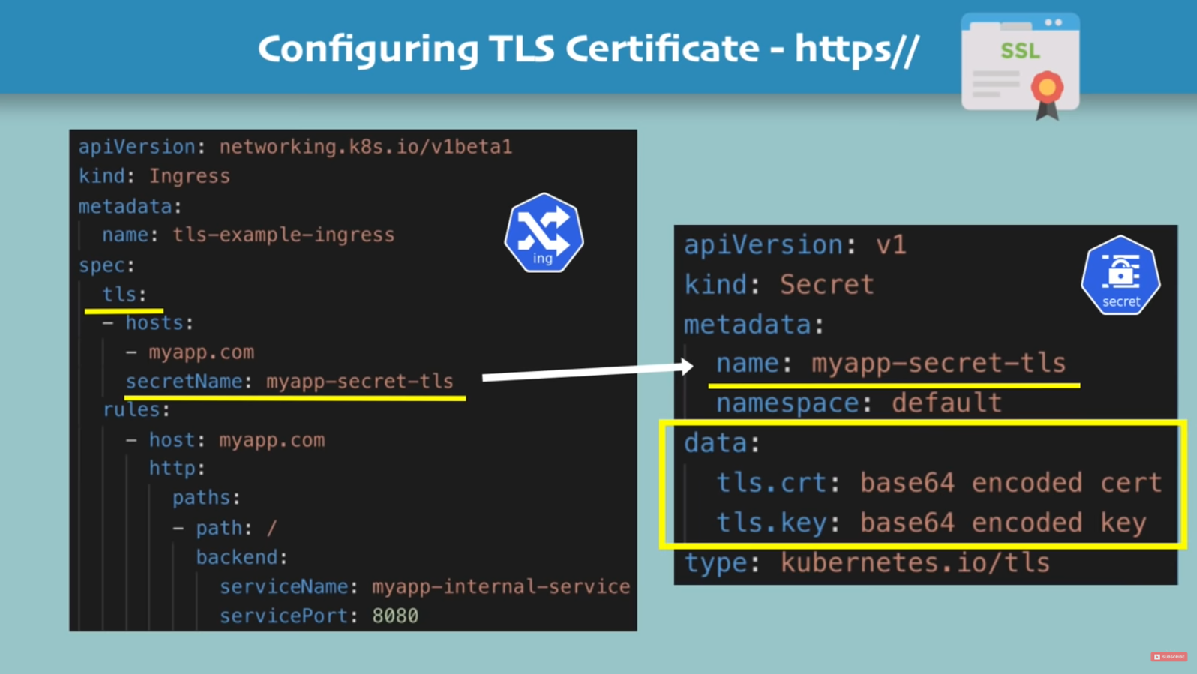 Configuring TLS Certificate - https//
SSL
apiVersion: networking.k8s.io/v1beta1
kind: Ingress
metadata:
  name: tls-example-ingress
spec:
  tls:
  - hosts:
    - myapp.com
    secretName: myapp-secret-tls
  rules:
    - host: myapp.com
      http:
        paths:
        - path: /
          backend:
            serviceName: myapp-internal-service
            servicePort: 8080
ing
apiVersion: v1
kind: Secret
metadata:
  name: myapp-secret-tls
  namespace: default
data:
  tls.crt: base64 encoded cert
  tls.key: base64 encoded key
type: kubernetes.io/tls
secret